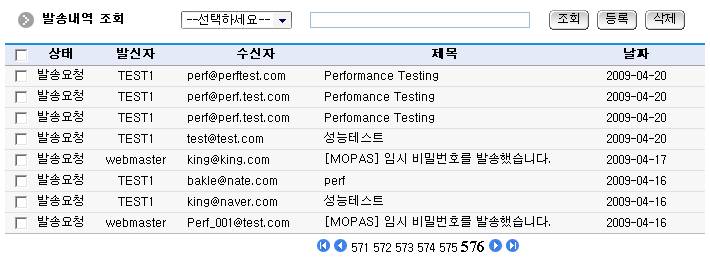 발송내역 조회 --선택하세요-- 조회 등록 삭제
상태 발신자 수신자 제목 날짜
발송요청 TEST1 perf@perftest.com Performance Testing 2009-04-20
발송요청 TEST1 perf@perf.test.com Perfomance Testing 2009-04-20
발송요청 TEST1 perf@perf.test.com Perfomance Testing 2009-04-20
발송요청 TEST1 test@test.com 성능테스트 2009-04-20
발송요청 webmaster king@king.com [MOPAS] 임시 비밀번호를 발송했습니다. 2009-04-17
발송요청 TEST1 bakle@nate.com perf 2009-04-16
발송요청 TEST1 king@naver.com 성능테스트 2009-04-16
발송요청 webmaster Perf_001@test.com [MOPAS] 임시 비밀번호를 발송했습니다. 2009-04-16
571 572 573 574 575 576